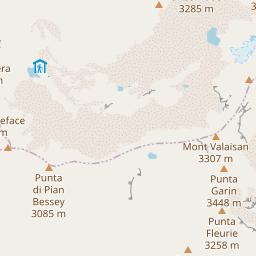 3285 m
era
m
eface
m
Mont Valaisan
3307 m
Punta
di Pian
Bessey
3085 m
Punta
Garin
3448 m
Punta
Fleurie
3258 m